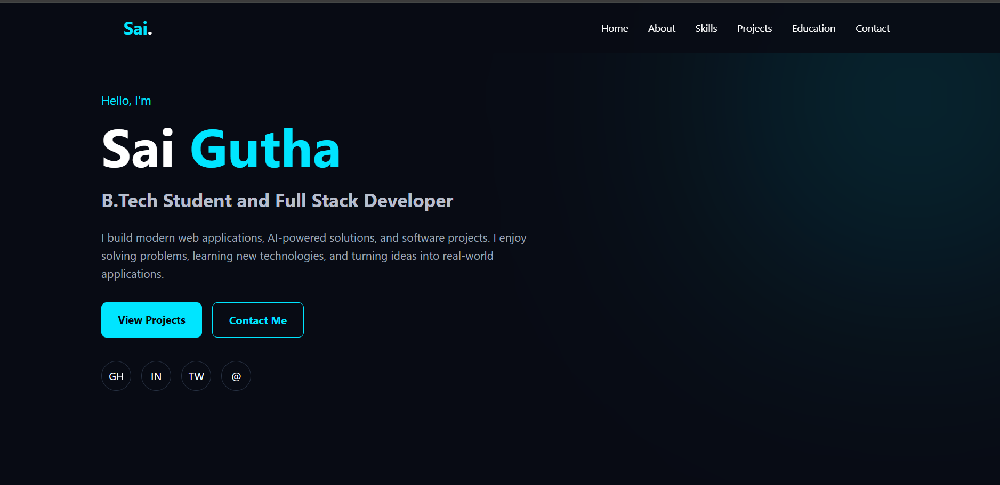 Sai.
Home About Skills Projects Education Contact
Hello, I'm
Sai Gutha
B.Tech Student and Full Stack Developer
I build modern web applications, AI-powered solutions, and software projects. I enjoy
solving problems, learning new technologies, and turning ideas into real-world
applications.
View Projects
Contact Me
GH
IN
TW
@